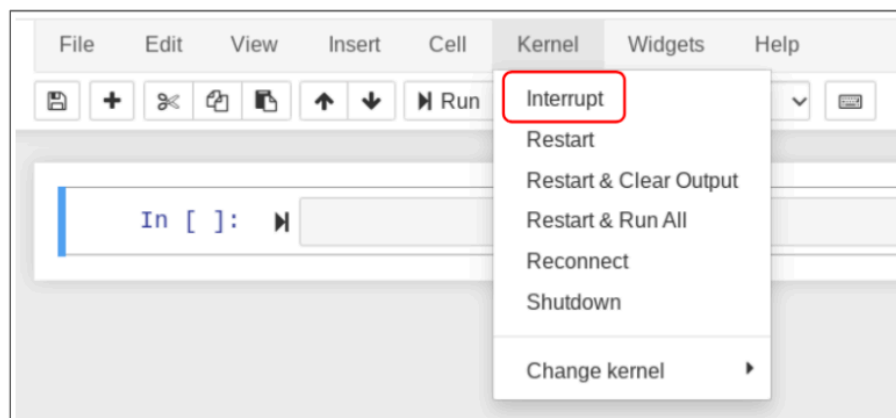 File Edit View Insert Cell Kernel Widgets Help
Run
Interrupt
Restart
Restart & Clear Output
Restart & Run All
Reconnect
Shutdown
Change kernel
In [ ]: